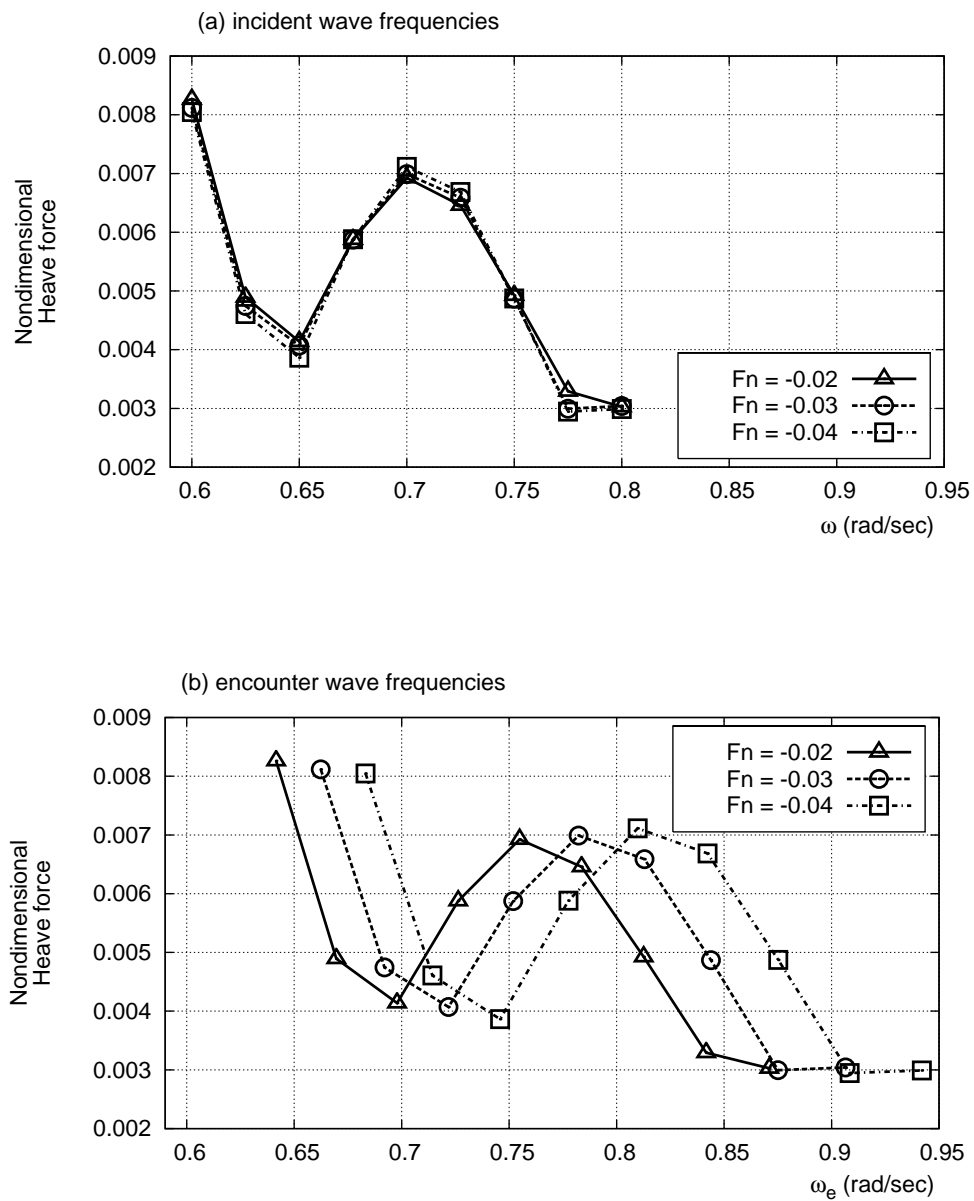 (a) incident wave frequencies
0.009
0.008
0.007
0.006
0.005
0.004
0.003
0.002
Nondimensional
Heave force
Fn = -0.02
Fn = -0.03
Fn = -0.04
0.6 0.65 0.7 0.75 0.8 0.85 0.9 0.95
ω (rad/sec)
(b) encounter wave frequencies
0.009
0.008
0.007
0.006
0.005
0.004
0.003
0.002
Nondimensional
Heave force
Fn = -0.02
Fn = -0.03
Fn = -0.04
0.6 0.65 0.7 0.75 0.8 0.85 0.9 0.95
ωe (rad/sec)